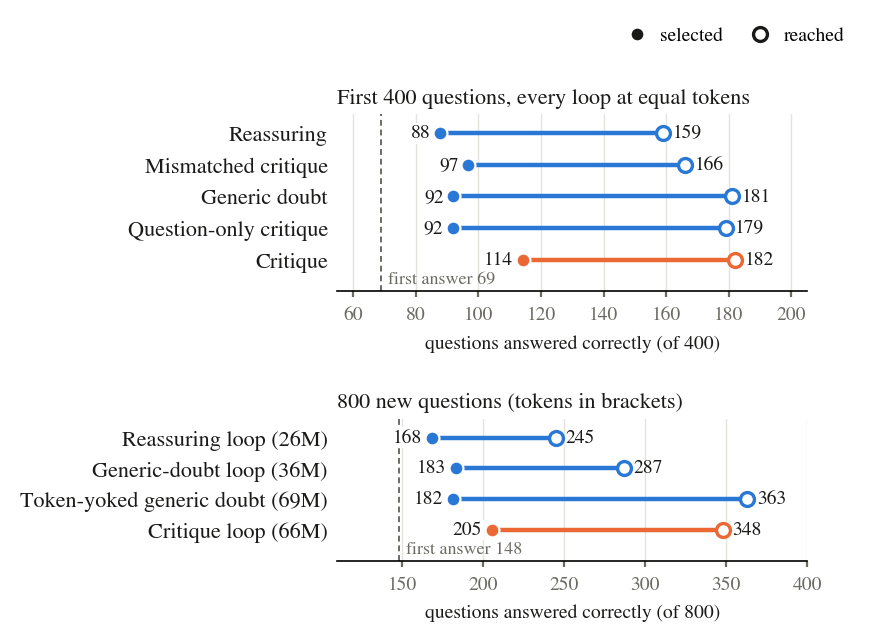 selected reached
First 400 questions, every loop at equal tokens
Reassuring 88 159
Mismatched critique 97 166
Generic doubt 92 181
Question-only critique 92 179
Critique 114 182
first answer 69
60 80 100 120 140 160 180 200
questions answered correctly (of 400)
800 new questions (tokens in brackets)
Reassuring loop (26M) 168 245
Generic-doubt loop (36M) 183 287
Token-yoked generic doubt (69M) 182 363
Critique loop (66M) 205 348
first answer 148
150 200 250 300 350 400
questions answered correctly (of 800)